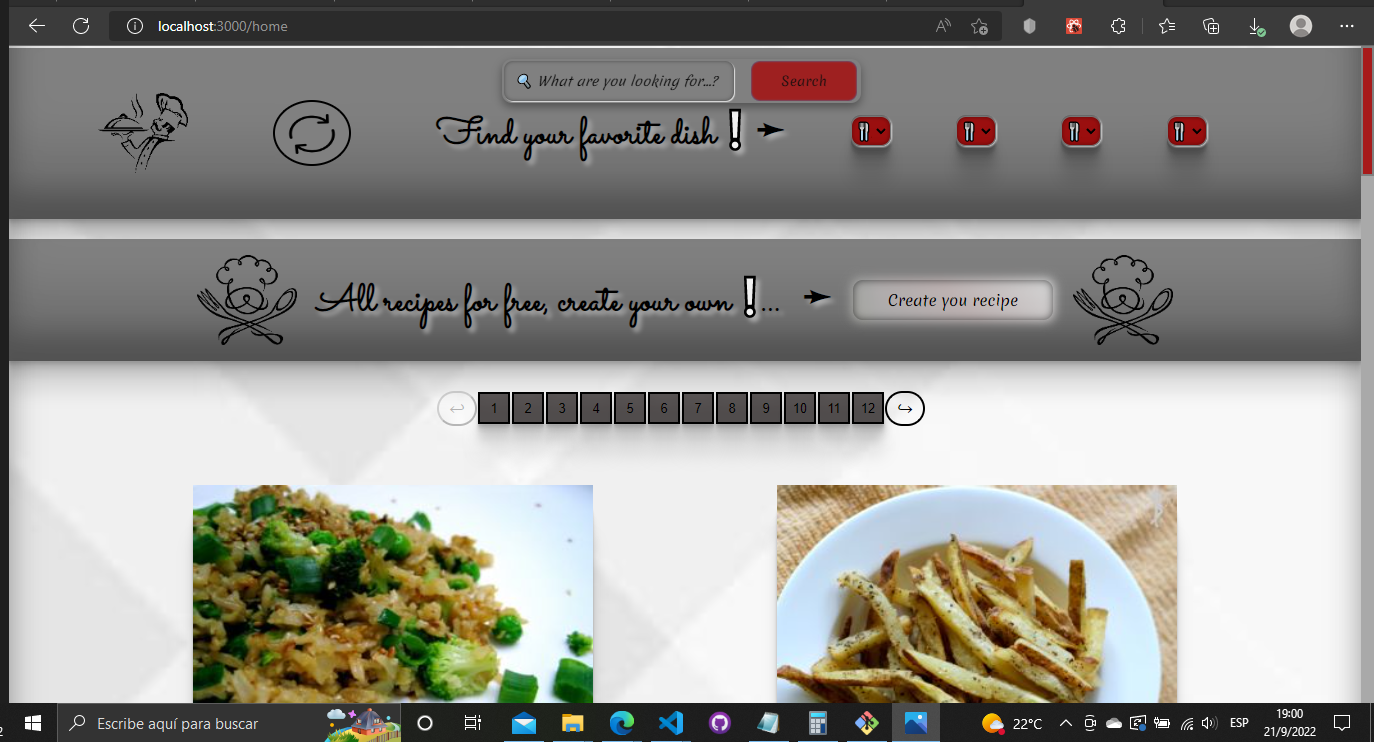 localhost:3000/home
What are you looking for...? Search
Find your favorite dish !
All recipes for free, create your own !... Create you recipe
1 2 3 4 5 6 7 8 9 10 11 12
Escribe aquí para buscar
22°C
ESP
19:00
21/9/2022